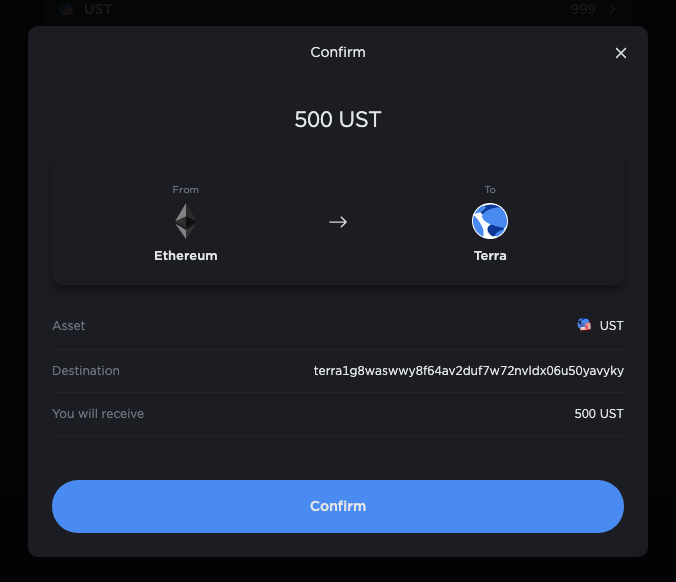 UST 999
Confirm
500 UST
From To
Ethereum Terra
Asset UST
Destination terra1g8waswwy8f64av2duf7w72nvldx06u50yavyky
You will receive 500 UST
Confirm